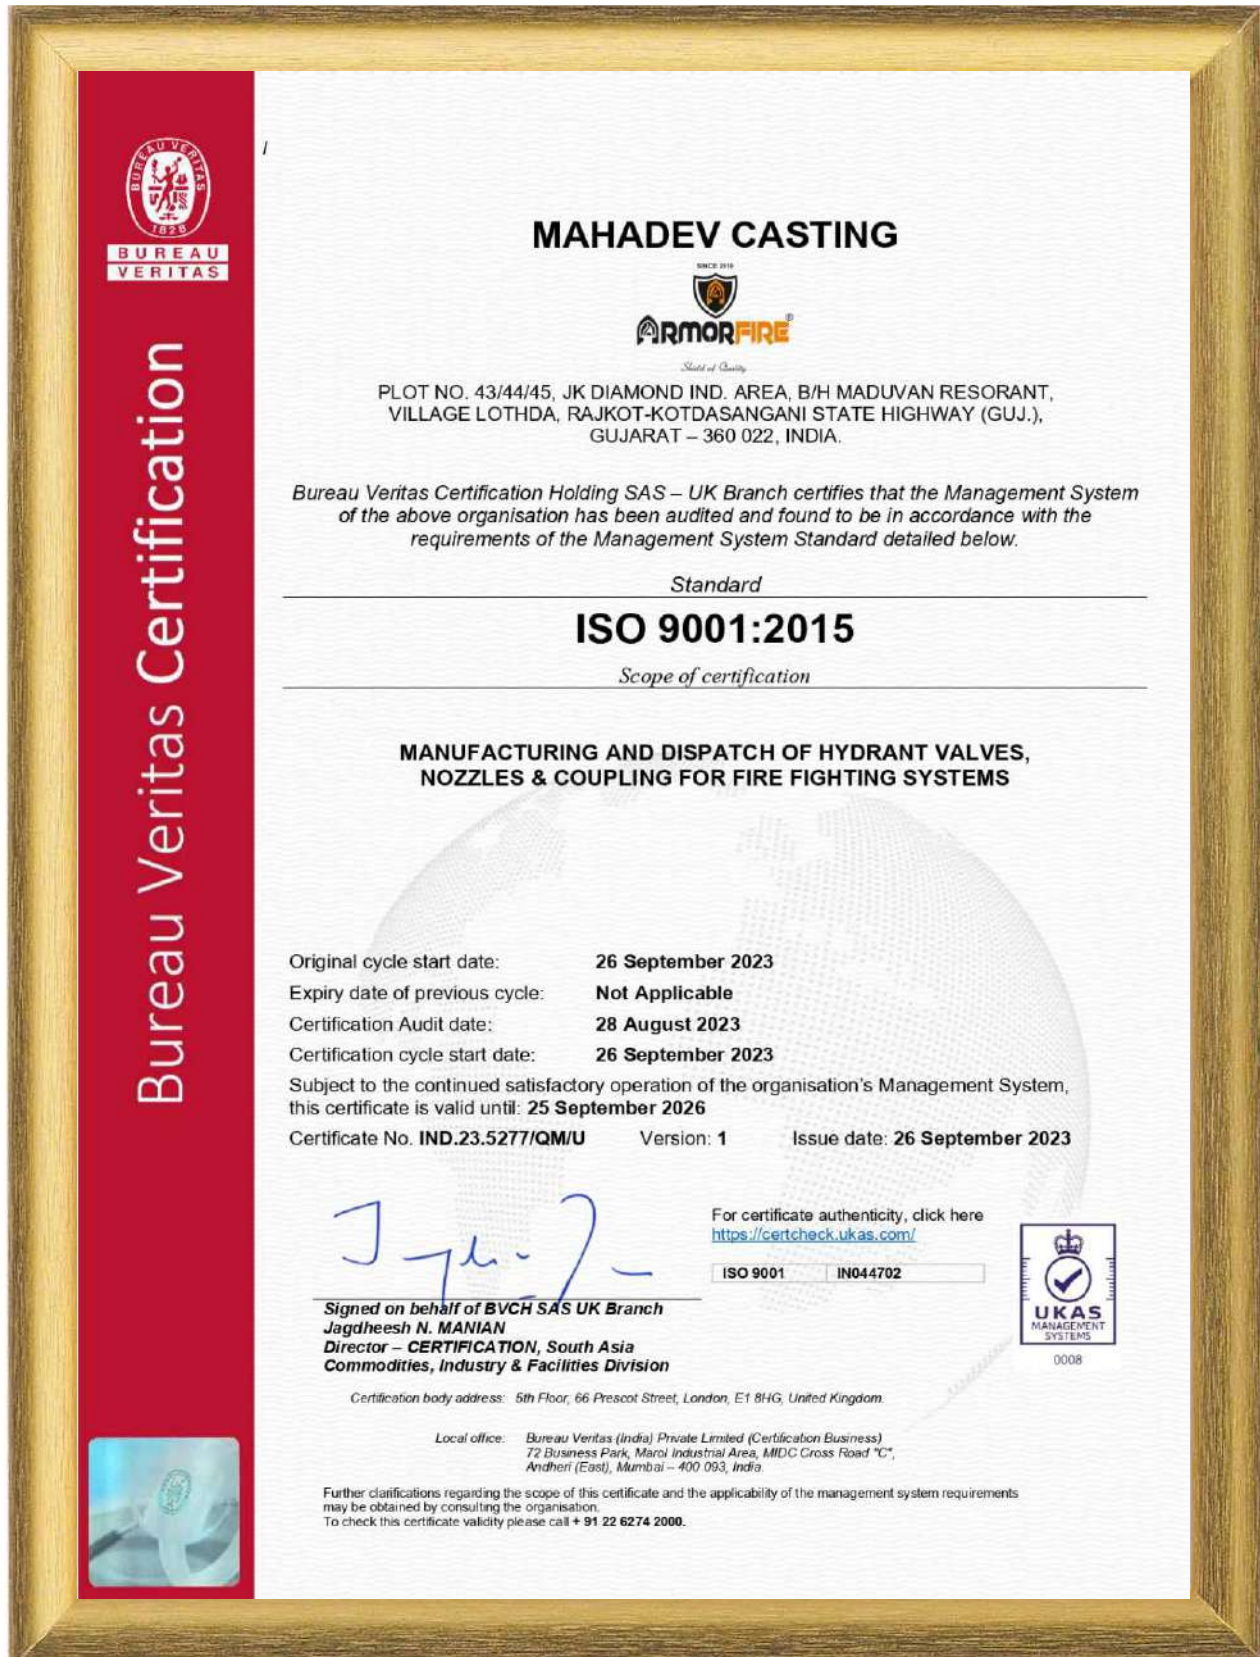 BUREAU VERITAS
1828
BUREAU
VERITAS
Bureau Veritas Certification
/
MAHADEV CASTING
SINCE 2010
ARMORFIRE®
Shield of Quality
PLOT NO. 43/44/45, JK DIAMOND IND. AREA, B/H MADUVAN RESORANT,
VILLAGE LOTHDA, RAJKOT-KOTDASANGANI STATE HIGHWAY (GUJ.),
GUJARAT – 360 022, INDIA.
Bureau Veritas Certification Holding SAS – UK Branch certifies that the Management System
of the above organisation has been audited and found to be in accordance with the
requirements of the Management System Standard detailed below.
Standard
ISO 9001:2015
Scope of certification
MANUFACTURING AND DISPATCH OF HYDRANT VALVES,
NOZZLES & COUPLING FOR FIRE FIGHTING SYSTEMS
Original cycle start date: 26 September 2023
Expiry date of previous cycle: Not Applicable
Certification Audit date: 28 August 2023
Certification cycle start date: 26 September 2023
Subject to the continued satisfactory operation of the organisation's Management System,
this certificate is valid until: 25 September 2026
Certificate No. IND.23.5277/QM/U Version: 1 Issue date: 26 September 2023
For certificate authenticity, click here
https://certcheck.ukas.com/
ISO 9001 IN044702
Signed on behalf of BVCH SAS UK Branch
Jagdheesh N. MANIAN
Director – CERTIFICATION, South Asia
Commodities, Industry & Facilities Division
UKAS
MANAGEMENT
SYSTEMS
0008
Certification body address: 5th Floor, 66 Prescot Street, London, E1 8HG, United Kingdom.
Local office: Bureau Veritas (India) Private Limited (Certification Business)
72 Business Park, Marol Industrial Area, MIDC Cross Road "C",
Andheri (East), Mumbai – 400 093, India.
Further clarifications regarding the scope of this certificate and the applicability of the management system requirements
may be obtained by consulting the organisation.
To check this certificate validity please call + 91 22 6274 2000.